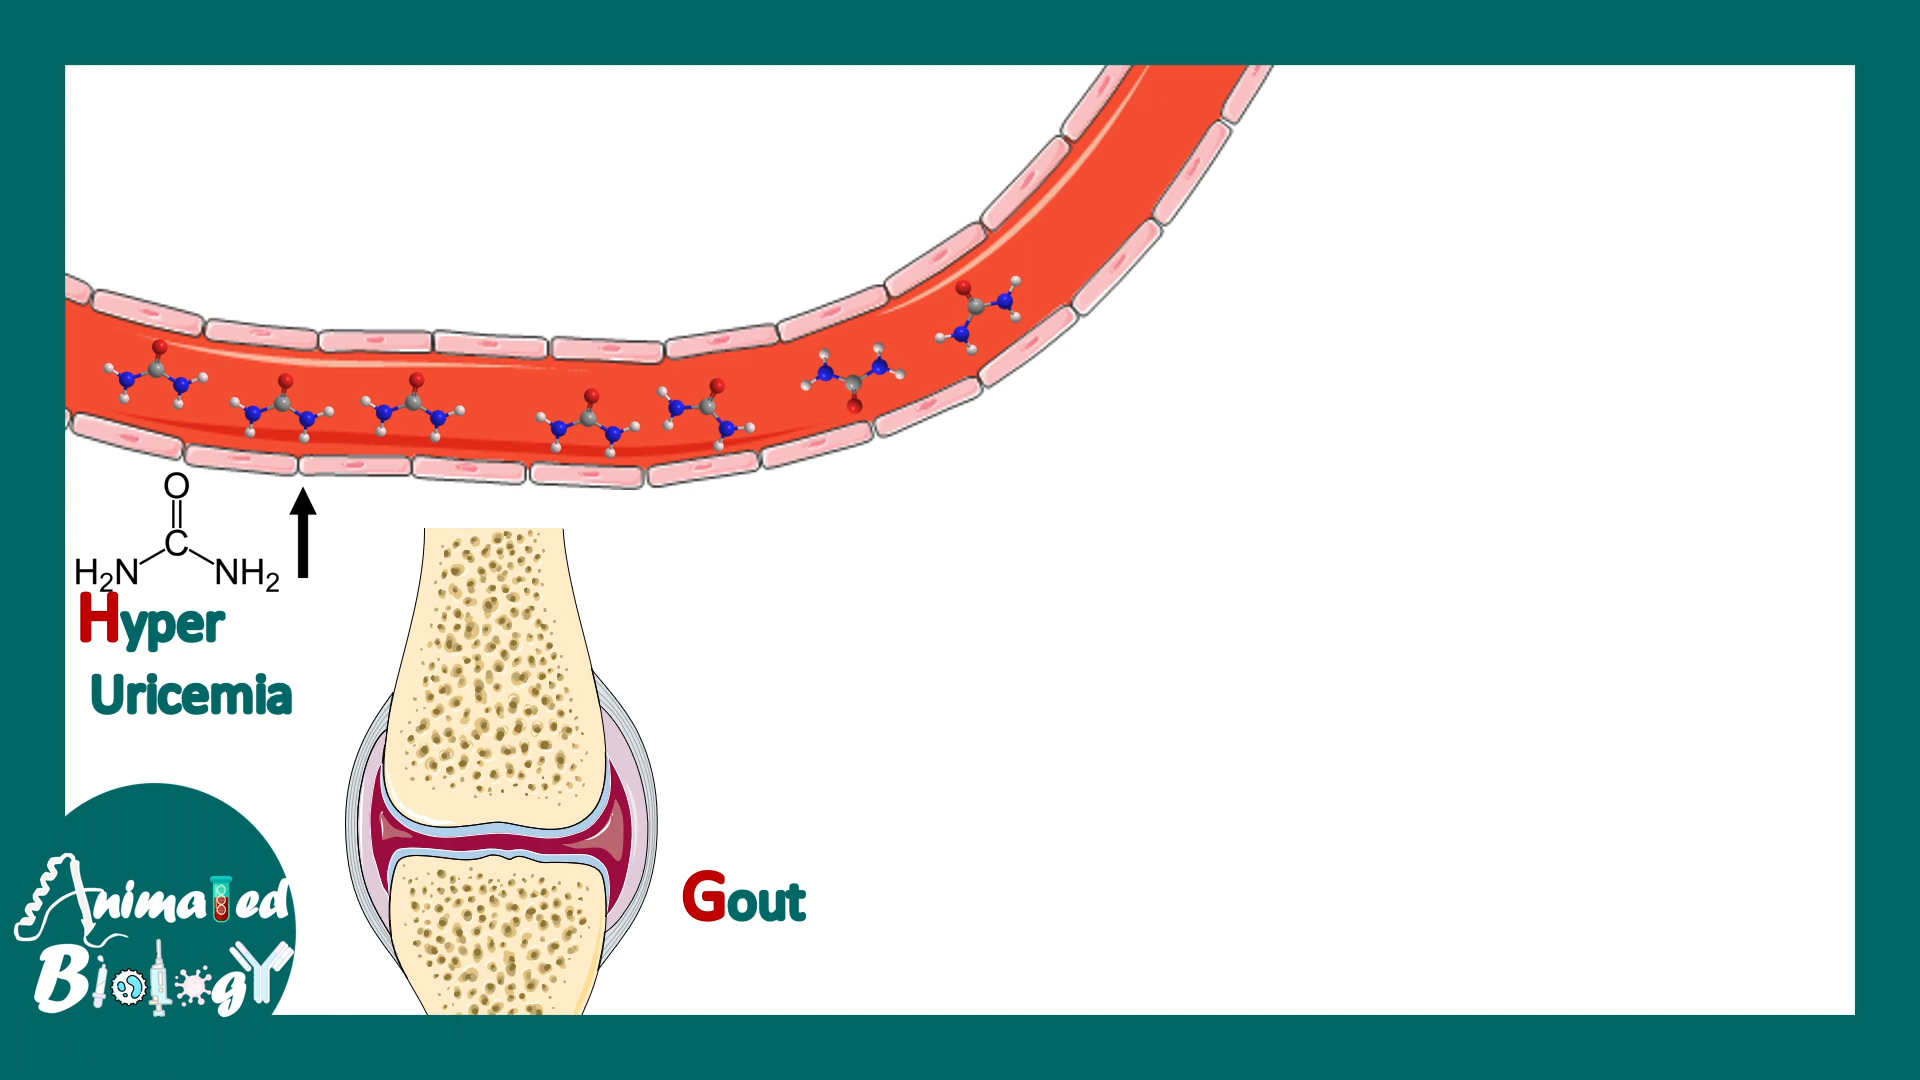 O
C
H₂N NH₂
Hyper
Uricemia
Gout
Animated
Biology